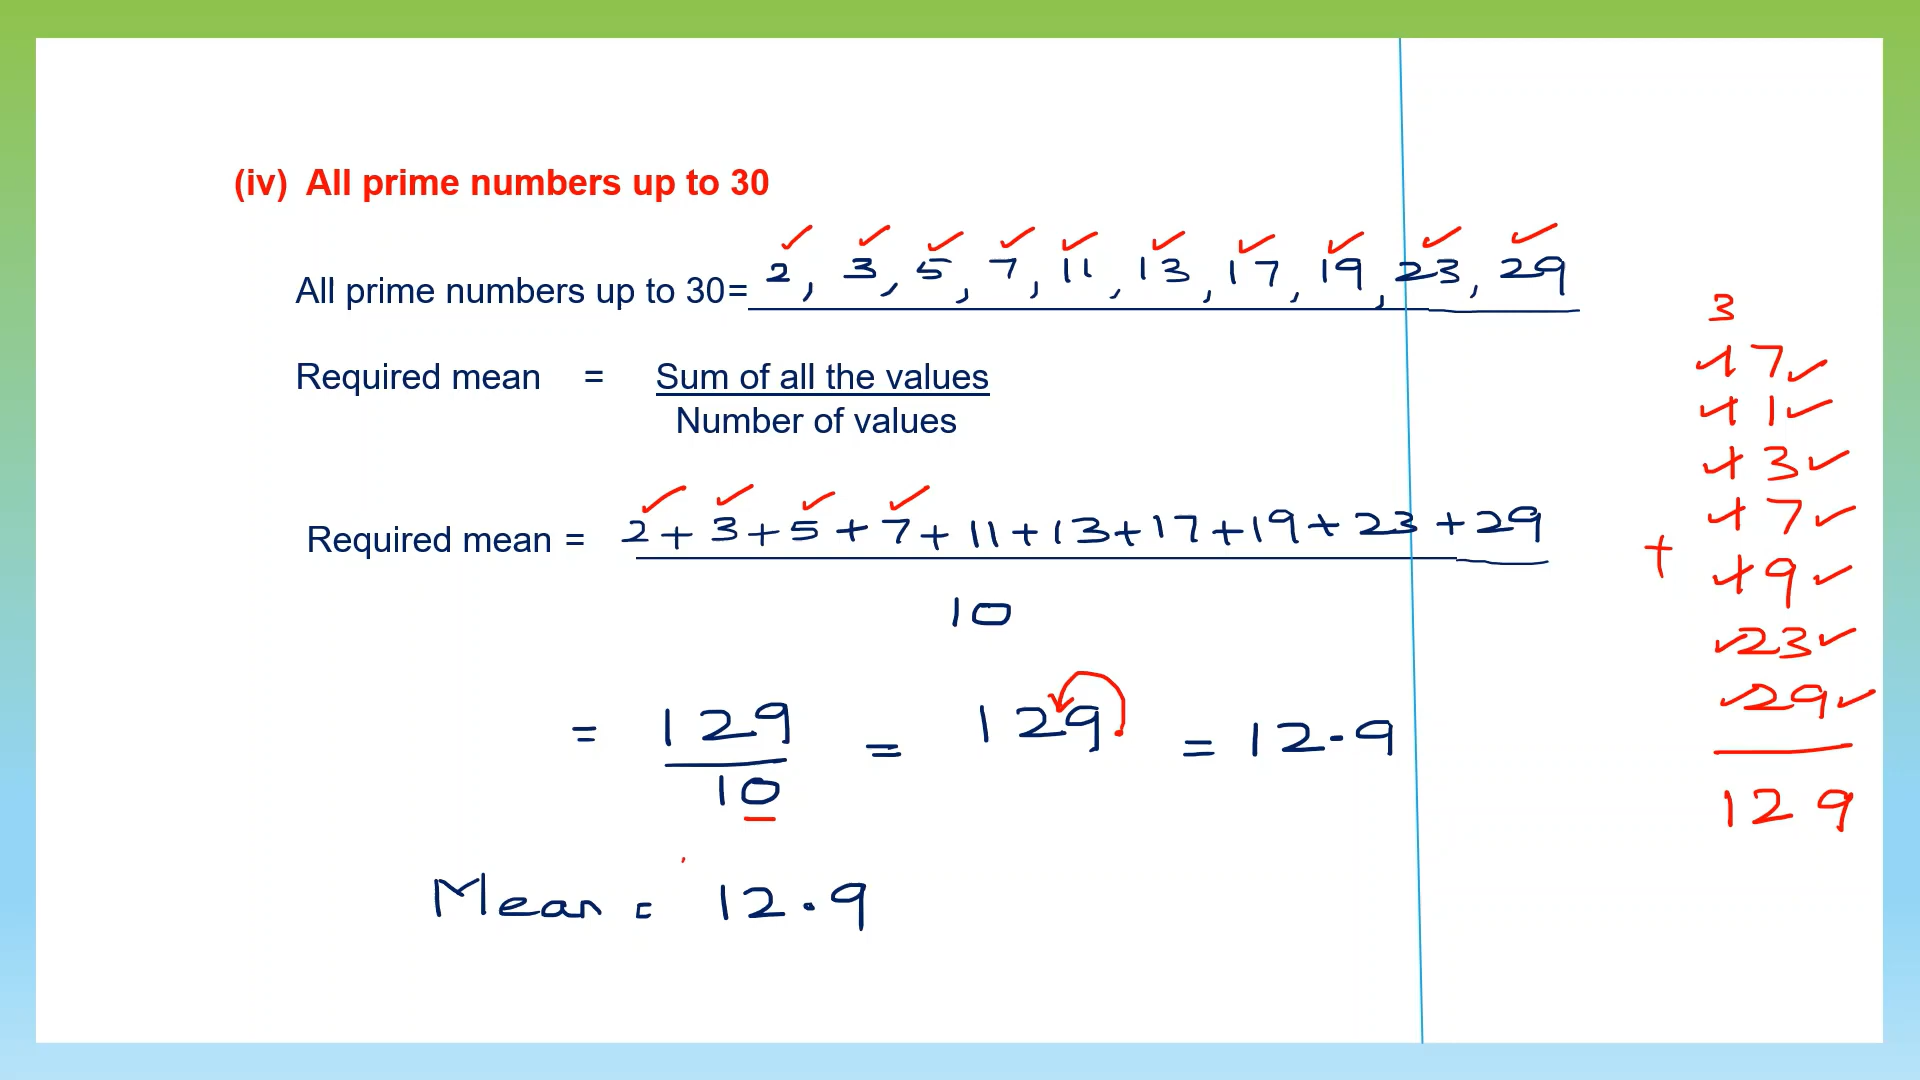 (iv) All prime numbers up to 30
All prime numbers up to 30= 2, 3, 5, 7, 11, 13, 17, 19, 23, 29
Required mean = Sum of all the values
Number of values
Required mean = 2 + 3 + 5 + 7 + 11 + 13 + 17 + 19 + 23 + 29
10
= 129 = 129. = 12.9
10
Mean = 12.9
3
17
11
13
17
+ 19
23
29
129